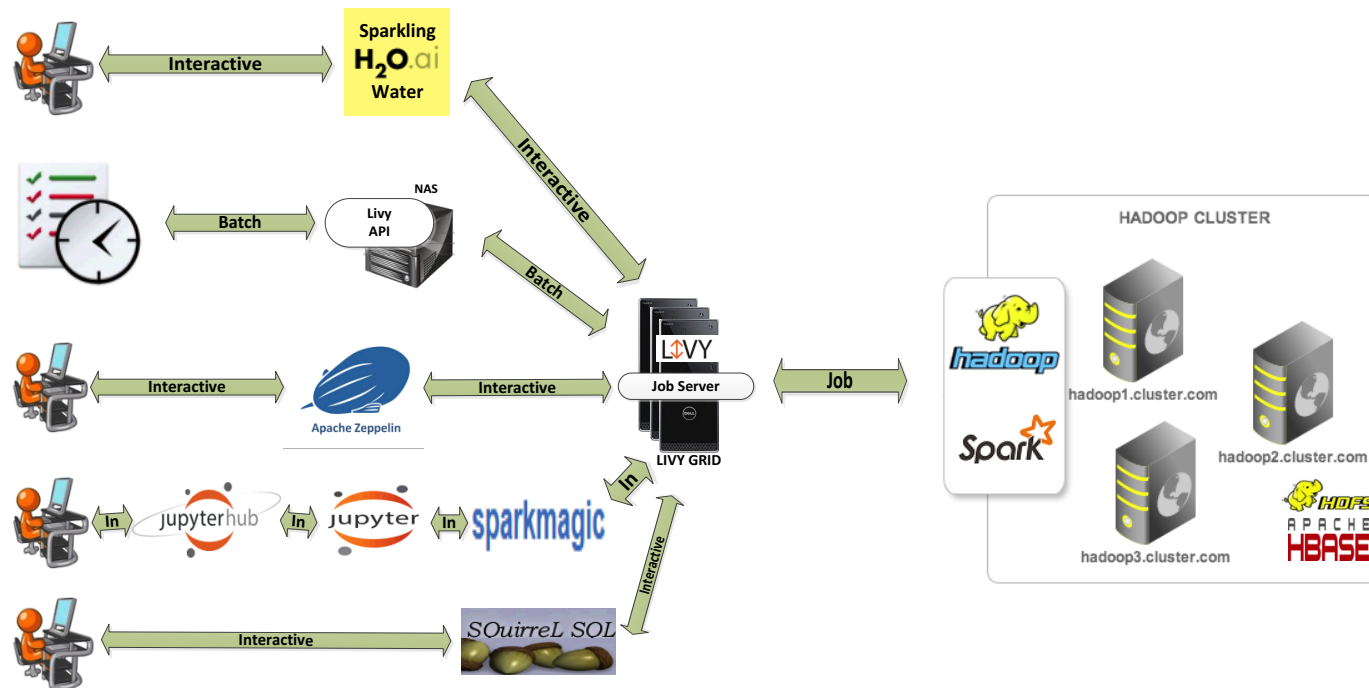 Interactive
Sparkling
H2O.ai
Water
Interactive
Batch
NAS
Livy
API
Batch
Interactive
Apache Zeppelin
Interactive
LIVY
Job Server
DELL
LIVY GRID
Job
In
jupyterhub
In
jupyter
In
sparkmagic
In
Interactive
SQuirreL SQL
Interactive
HADOOP CLUSTER
hadoop
Spark
hadoop1.cluster.com
hadoop2.cluster.com
hadoop3.cluster.com
HDFS
APACHE
HBASE